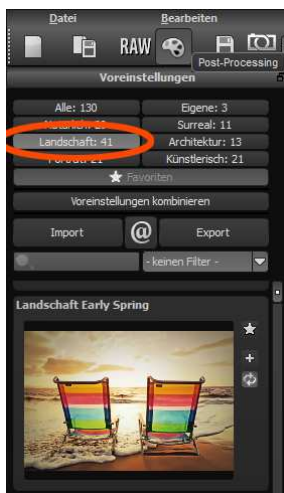 Datei Bearbeiten
RAW
Post-Processing
Voreinstellungen
Alle: 130 Eigene: 3
Surreal: 11
Landschaft: 41 Architektur: 13
Künstlerisch: 21
Favoriten
Voreinstellungen kombinieren
Import @ Export
- keinen Filter -
Landschaft Early Spring